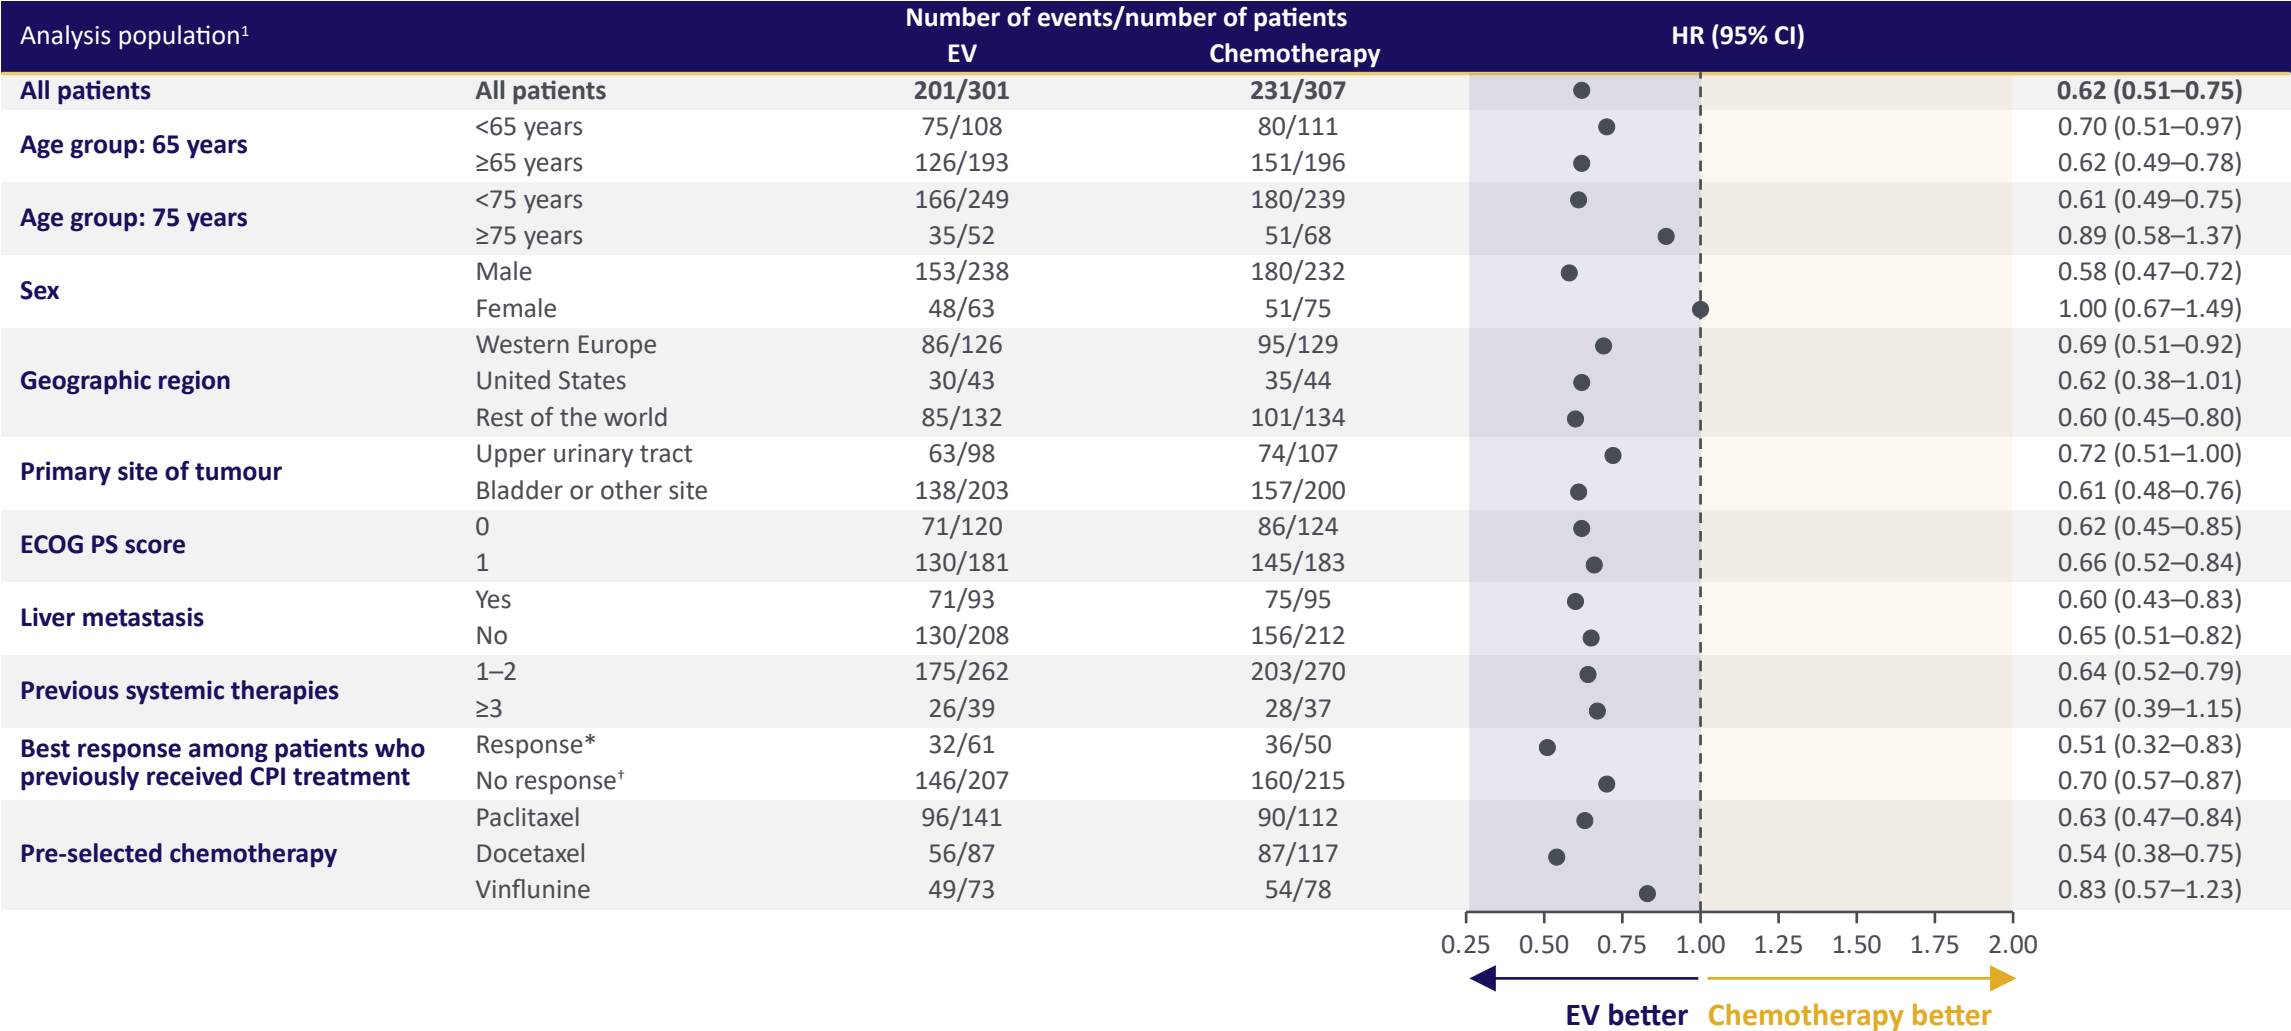 Analysis population¹ Number of events/number of patients HR (95% CI)
EV Chemotherapy
All patients All patients 201/301 231/307 0.62 (0.51–0.75)
Age group: 65 years <65 years 75/108 80/111 0.70 (0.51–0.97)
≥65 years 126/193 151/196 0.62 (0.49–0.78)
Age group: 75 years <75 years 166/249 180/239 0.61 (0.49–0.75)
≥75 years 35/52 51/68 0.89 (0.58–1.37)
Sex Male 153/238 180/232 0.58 (0.47–0.72)
Female 48/63 51/75 1.00 (0.67–1.49)
Western Europe 86/126 95/129 0.69 (0.51–0.92)
Geographic region United States 30/43 35/44 0.62 (0.38–1.01)
Rest of the world 85/132 101/134 0.60 (0.45–0.80)
Primary site of tumour Upper urinary tract 63/98 74/107 0.72 (0.51–1.00)
Bladder or other site 138/203 157/200 0.61 (0.48–0.76)
ECOG PS score 0 71/120 86/124 0.62 (0.45–0.85)
1 130/181 145/183 0.66 (0.52–0.84)
Liver metastasis Yes 71/93 75/95 0.60 (0.43–0.83)
No 130/208 156/212 0.65 (0.51–0.82)
Previous systemic therapies 1–2 175/262 203/270 0.64 (0.52–0.79)
≥3 26/39 28/37 0.67 (0.39–1.15)
Best response among patients who Response* 32/61 36/50 0.51 (0.32–0.83)
previously received CPI treatment No response† 146/207 160/215 0.70 (0.57–0.87)
Paclitaxel 96/141 90/112 0.63 (0.47–0.84)
Pre-selected chemotherapy Docetaxel 56/87 87/117 0.54 (0.38–0.75)
Vinflunine 49/73 54/78 0.83 (0.57–1.23)
0.25 0.50 0.75 1.00 1.25 1.50 1.75 2.00
EV better Chemotherapy better